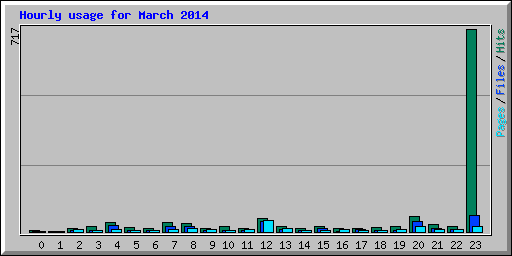 Hourly usage for March 2014
717
Pages/Files/Hits
0 1 2 3 4 5 6 7 8 9 10 11 12 13 14 15 16 17 18 19 20 21 22 23